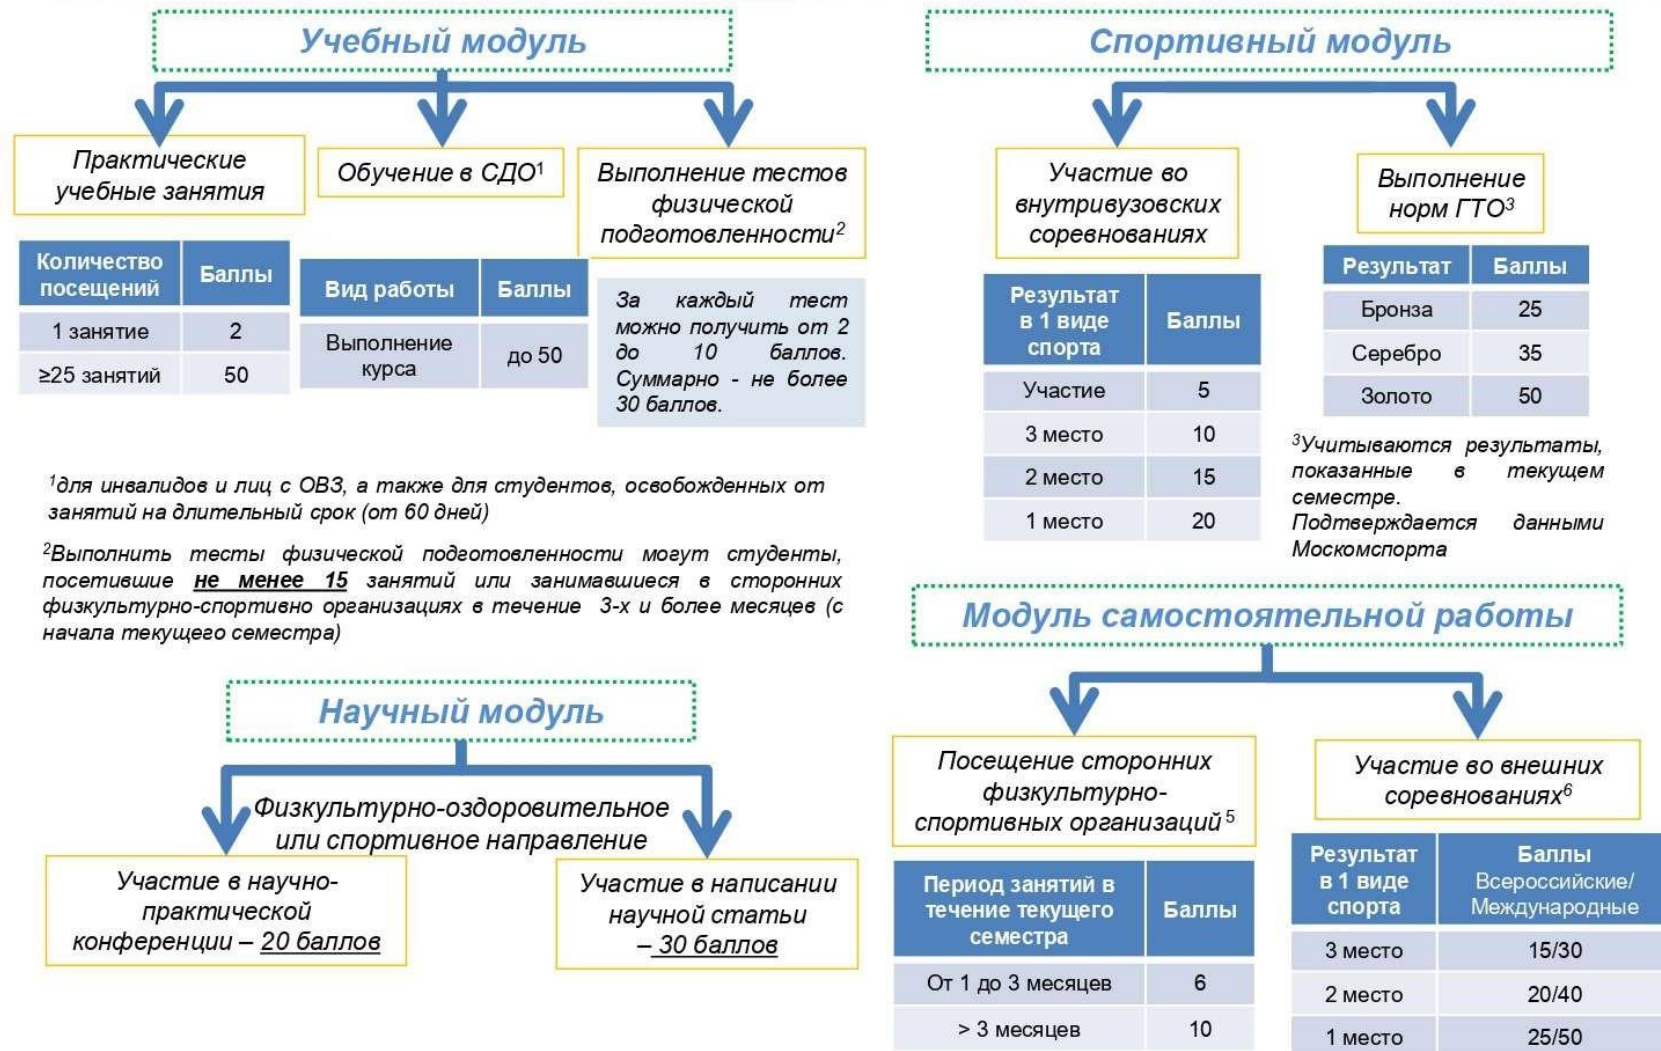 Учебный модуль
Практические
учебные занятия
Обучение в СДО¹
Выполнение тестов
физической
подготовленности²
Количество
посещений
Баллы
1 занятие
2
≥25 занятий
50
Вид работы
Баллы
Выполнение
курса
до 50
За каждый тест
можно получить от 2
до 10 баллов.
Суммарно - не более
30 баллов.
¹для инвалидов и лиц с ОВЗ, а также для студентов, освобожденных от
занятий на длительный срок (от 60 дней)
²Выполнить тесты физической подготовленности могут студенты,
посетившие не менее 15 занятий или занимавшиеся в сторонних
физкультурно-спортивно организациях в течение 3-х и более месяцев (с
начала текущего семестра)
Спортивный модуль
Участие во
внутривузовских
соревнованиях
Выполнение
норм ГТО³
Результат
в 1 виде
спорта
Баллы
Участие
5
3 место
10
2 место
15
1 место
20
Результат
Баллы
Бронза
25
Серебро
35
Золото
50
³Учитываются результаты,
показанные в текущем
семестре.
Подтверждается данными
Москомспорта
Научный модуль
Физкультурно-оздоровительное
или спортивное направление
Участие в научно-
практической
конференции – 20 баллов
Участие в написании
научной статьи
– 30 баллов
Модуль самостоятельной работы
Посещение сторонних
физкультурно-
спортивных организаций ⁵
Участие во внешних
соревнованиях⁶
Период занятий в
течение текущего
семестра
Баллы
От 1 до 3 месяцев
6
> 3 месяцев
10
Результат
в 1 виде
спорта
Баллы
Всероссийские/
Международные
3 место
15/30
2 место
20/40
1 место
25/50